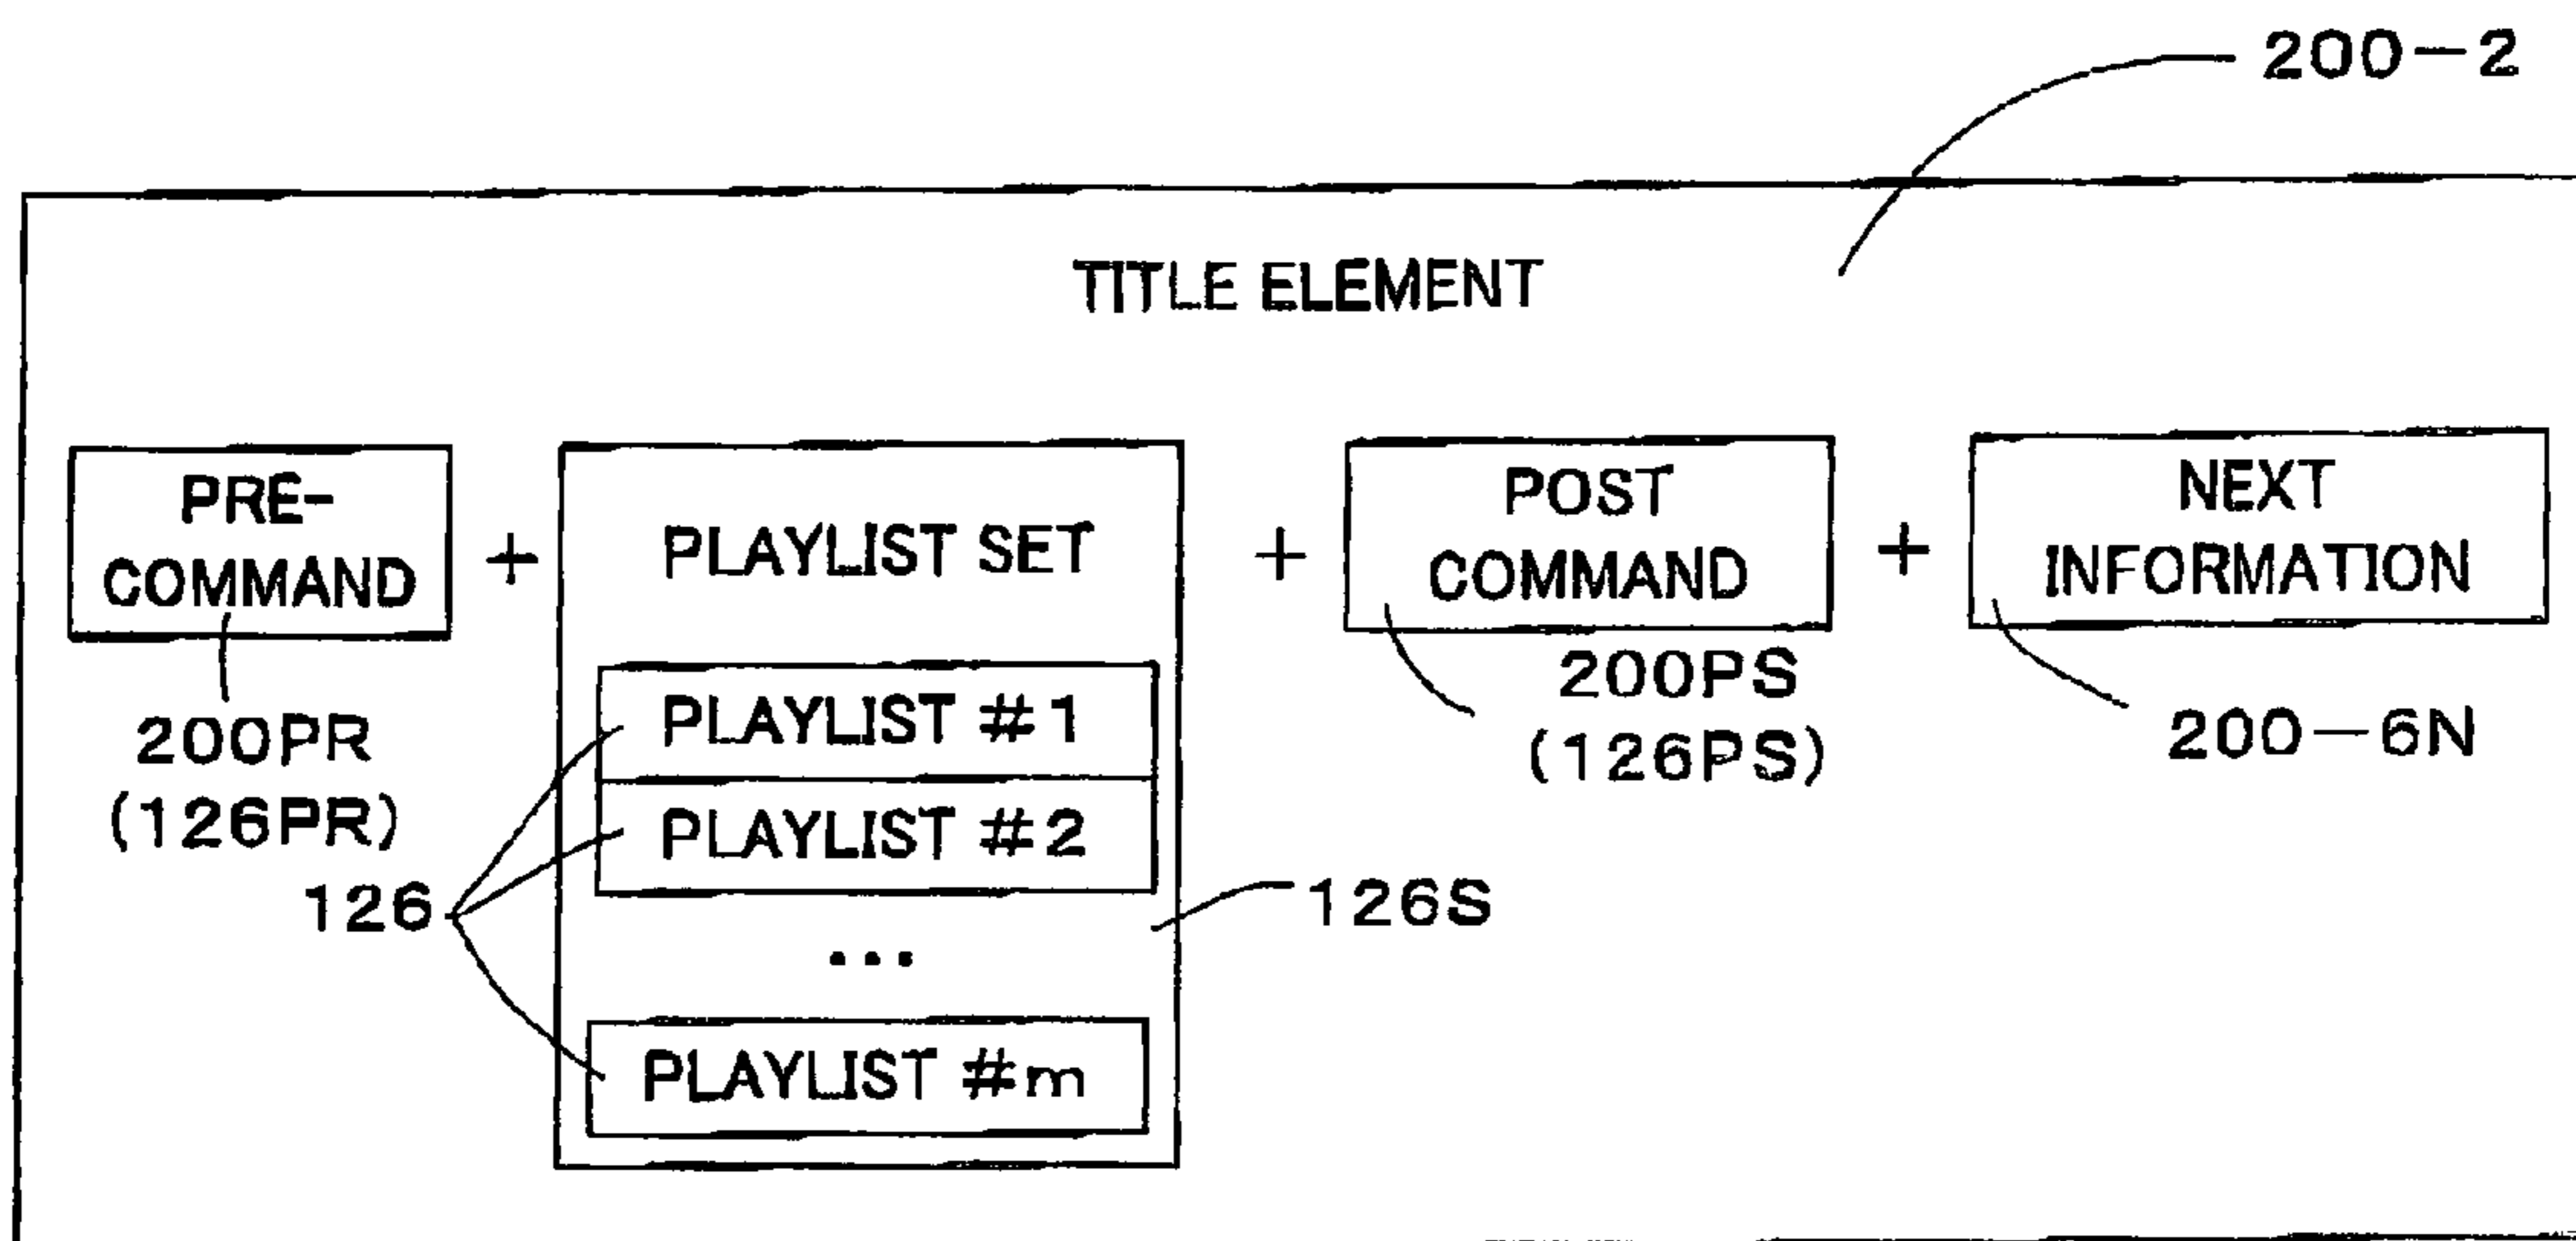 200-2
TITLE ELEMENT
PRE-
COMMAND
200PR
(126PR)
+
PLAYLIST SET
PLAYLIST #1
PLAYLIST #2
...
PLAYLIST #m
126
126S
+
POST
COMMAND
200PS
(126PS)
+
NEXT
INFORMATION
200-6N